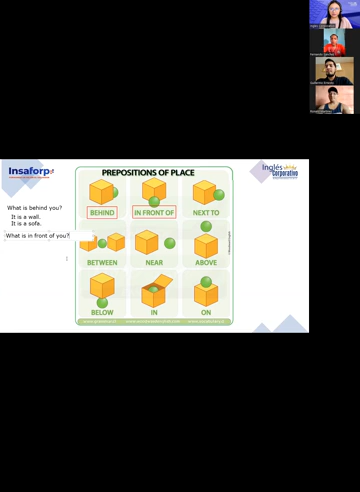 Insaforp
PREPOSITIONS OF PLACE
Inglés
Corporativo
What is behind you?
It is a wall.
It is a sofa.
What is in front of you?
BEHIND
IN FRONT OF
NEXT TO
BETWEEN
NEAR
ABOVE
BELOW
IN
ON